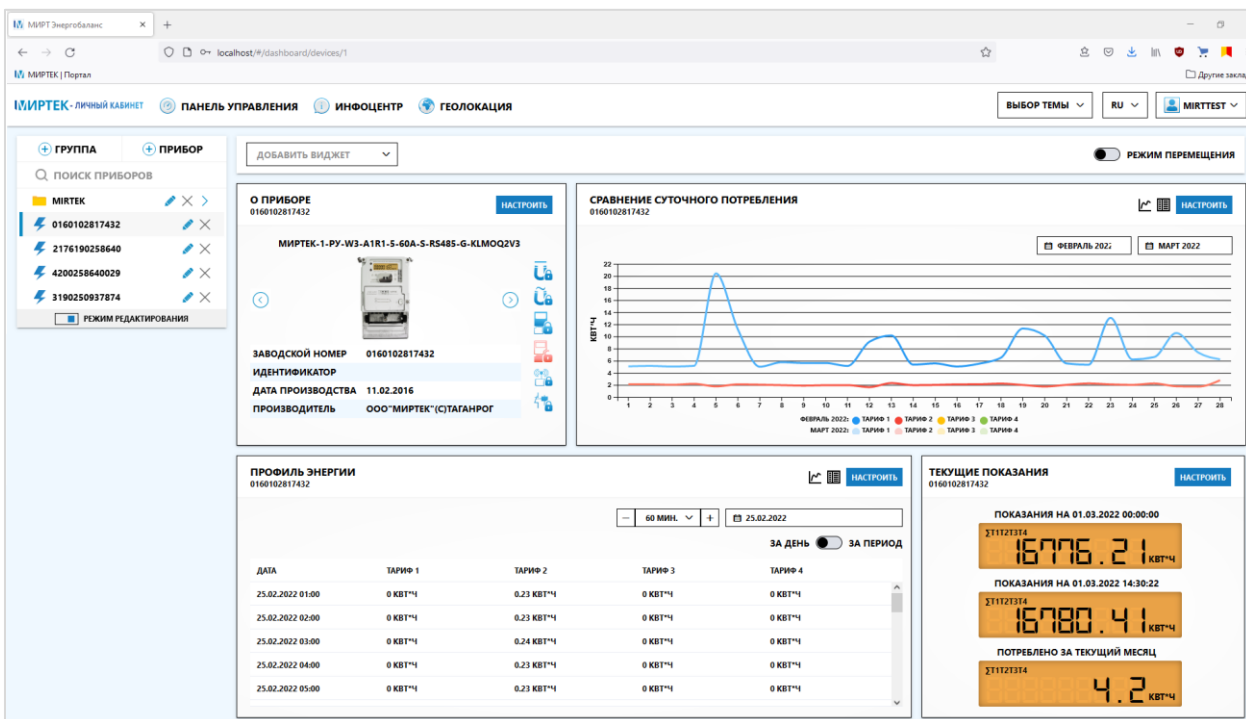 МИРТ Энергобаланс
localhost/#/dashboard/devices/1
МИРТЕК | Портал
Другие заклад
МИРТЕК - ЛИЧНЫЙ КАБИНЕТ ПАНЕЛЬ УПРАВЛЕНИЯ ИНФОЦЕНТР ГЕОЛОКАЦИЯ ВЫБОР ТЕМЫ RU MIRTTEST
ГРУППА ПРИБОР
ПОИСК ПРИБОРОВ
MIRTEK
0160102817432
2176190258640
4200258640029
3190250937874
РЕЖИМ РЕДАКТИРОВАНИЯ
ДОБАВИТЬ ВИДЖЕТ РЕЖИМ ПЕРЕМЕЩЕНИЯ
О ПРИБОРЕ
0160102817432
НАСТРОИТЬ
МИРТЕК-1-РУ-W3-A1R1-5-60A-S-RS485-G-KLMOQ2V3
ЗАВОДСКОЙ НОМЕР 0160102817432
ИДЕНТИФИКАТОР
ДАТА ПРОИЗВОДСТВА 11.02.2016
ПРОИЗВОДИТЕЛЬ ООО"МИРТЕК"(С)ТАГАНРОГ
СРАВНЕНИЕ СУТОЧНОГО ПОТРЕБЛЕНИЯ
0160102817432
НАСТРОИТЬ
ФЕВРАЛЬ 2022 МАРТ 2022
КВТ*Ч
22
20
18
16
14
12
10
8
6
4
2
0
1 2 3 4 5 6 7 8 9 10 11 12 13 14 15 16 17 18 19 20 21 22 23 24 25 26 27 28
ФЕВРАЛЬ 2022: ТАРИФ 1 ТАРИФ 2 ТАРИФ 3 ТАРИФ 4
МАРТ 2022: ТАРИФ 1 ТАРИФ 2 ТАРИФ 3 ТАРИФ 4
ПРОФИЛЬ ЭНЕРГИИ
0160102817432
НАСТРОИТЬ
− 60 МИН. + 25.02.2022
ЗА ДЕНЬ ЗА ПЕРИОД
ДАТА ТАРИФ 1 ТАРИФ 2 ТАРИФ 3 ТАРИФ 4
25.02.2022 01:00 0 КВТ*Ч 0.23 КВТ*Ч 0 КВТ*Ч 0 КВТ*Ч
25.02.2022 02:00 0 КВТ*Ч 0.23 КВТ*Ч 0 КВТ*Ч 0 КВТ*Ч
25.02.2022 03:00 0 КВТ*Ч 0.24 КВТ*Ч 0 КВТ*Ч 0 КВТ*Ч
25.02.2022 04:00 0 КВТ*Ч 0.23 КВТ*Ч 0 КВТ*Ч 0 КВТ*Ч
25.02.2022 05:00 0 КВТ*Ч 0.23 КВТ*Ч 0 КВТ*Ч 0 КВТ*Ч
ТЕКУЩИЕ ПОКАЗАНИЯ
0160102817432
НАСТРОИТЬ
ПОКАЗАНИЯ НА 01.03.2022 00:00:00
∑T1T2T3T4
16776.21 КВТ*Ч
ПОКАЗАНИЯ НА 01.03.2022 14:30:22
∑T1T2T3T4
16780.41 КВТ*Ч
ПОТРЕБЛЕНО ЗА ТЕКУЩИЙ МЕСЯЦ
∑T1T2T3T4
4.2 КВТ*Ч